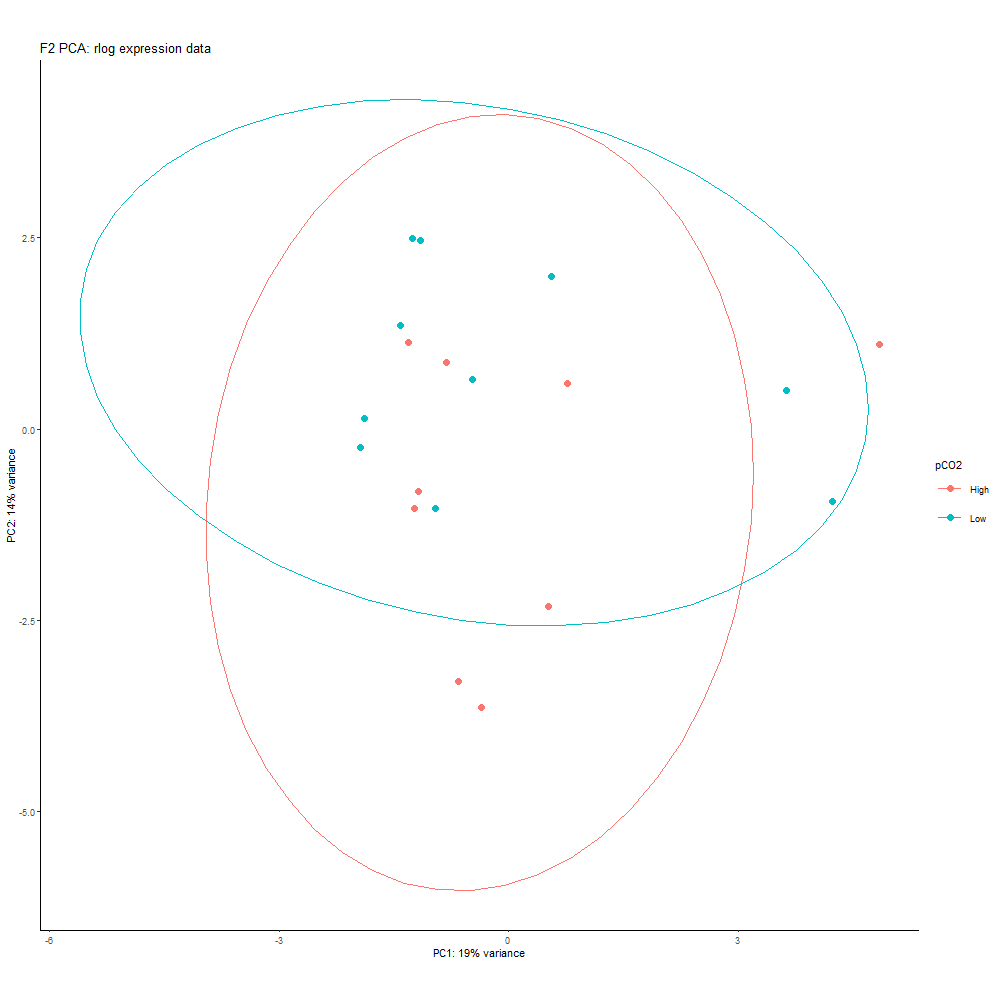 F2 PCA: rlog expression data
2.5
0.0
-2.5
-5.0
PC2: 14% variance
-6
-3
0
3
PC1: 19% variance
pCO2
High
Low